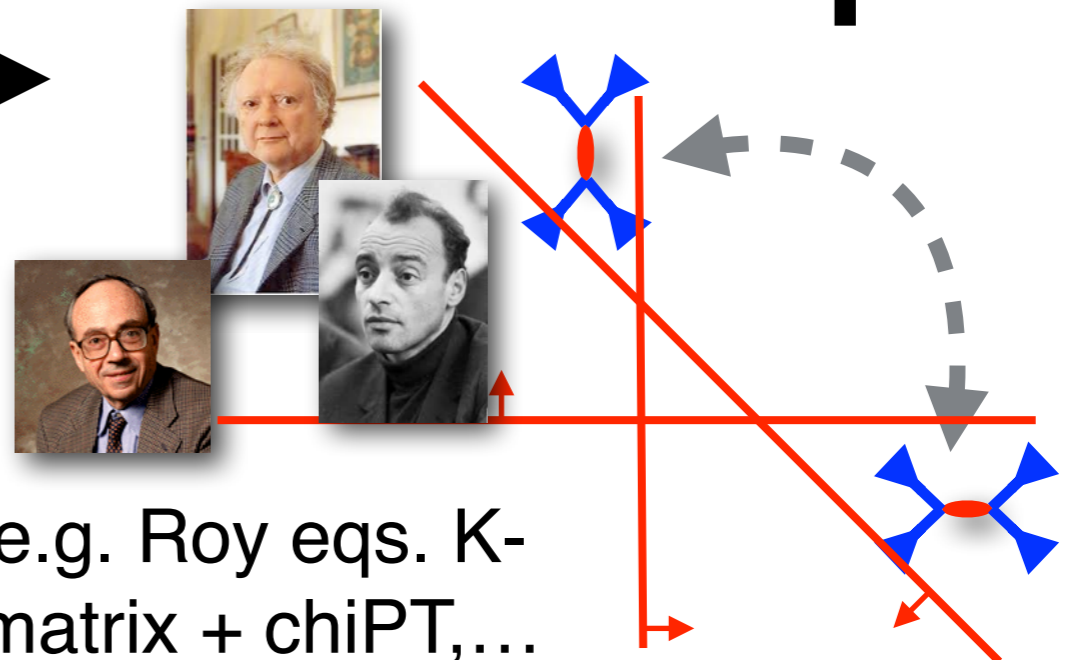 e.g. Roy eqs. K-
matrix + chiPT,…